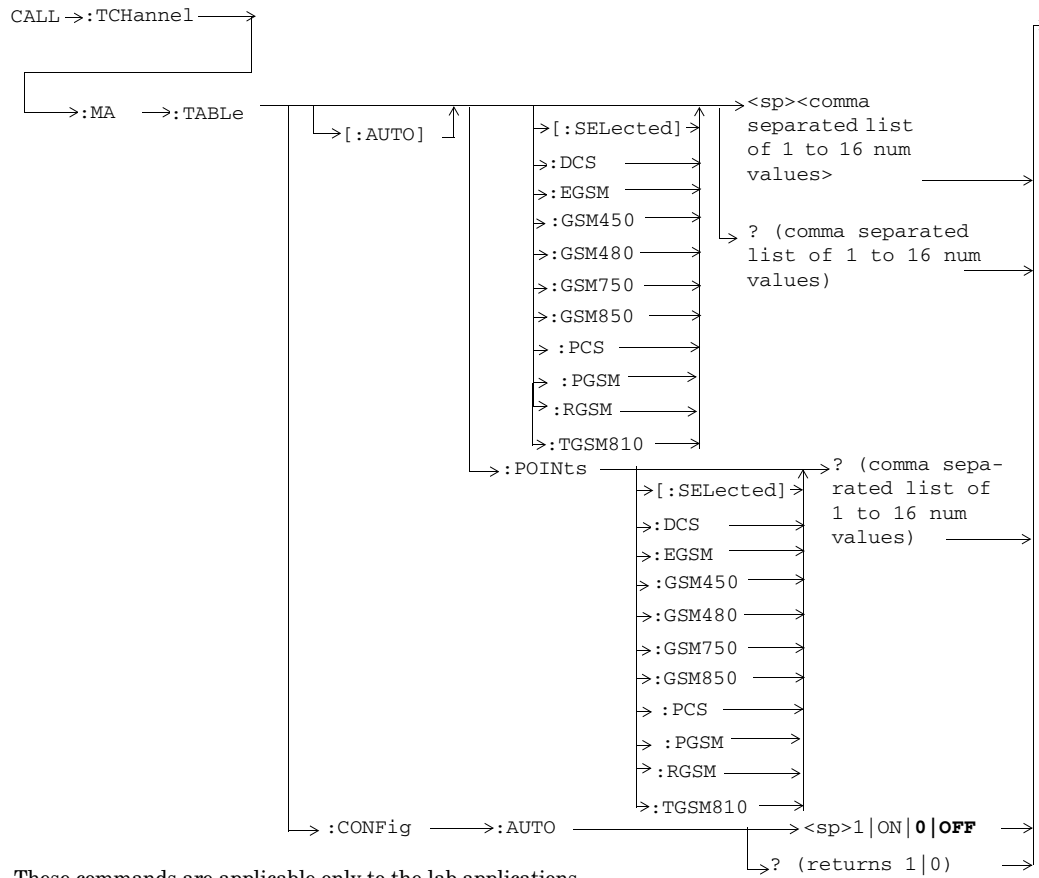 CALL :TCHannel
:MA :TABLe
[:AUTO]
[:SELected]
:DCS
:EGSM
:GSM450
:GSM480
:GSM750
:GSM850
:PCS
:PGSM
:RGSM
:TGSM810
<sp><comma
separated list
of 1 to 16 num
values>
? (comma separated
list of 1 to 16 num
values)
:POINts
[:SELected]
:DCS
:EGSM
:GSM450
:GSM480
:GSM750
:GSM850
:PCS
:PGSM
:RGSM
:TGSM810
? (comma sepa-
rated list of
1 to 16 num
values)
:CONFig :AUTO <sp>1|ON|0|OFF
? (returns 1|0)
These commands are applicable only to the lab applications